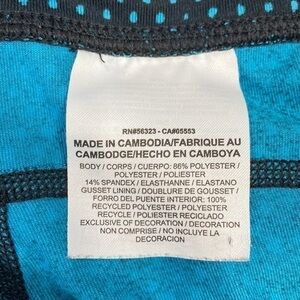 RN#56323 - CA#05553
MADE IN CAMBODIA/FABRIQUE AU
CAMBODGE/HECHO EN CAMBOYA
BODY / CORPS / CUERPO: 86% POLYESTER /
POLYESTER / POLIESTER
14% SPANDEX / ELASTHANNE / ELASTANO
GUSSET LINING / DOUBLURE DE GOUSSET /
FORRO DEL PUENTE INTERIOR: 100%
RECYCLED POLYESTER / POLYESTER
RECYCLE / POLIESTER RECICLADO
EXCLUSIVE OF DECORATION / DECORATION
NON COMPRISE / NO INCLUYE LA
DECORACION